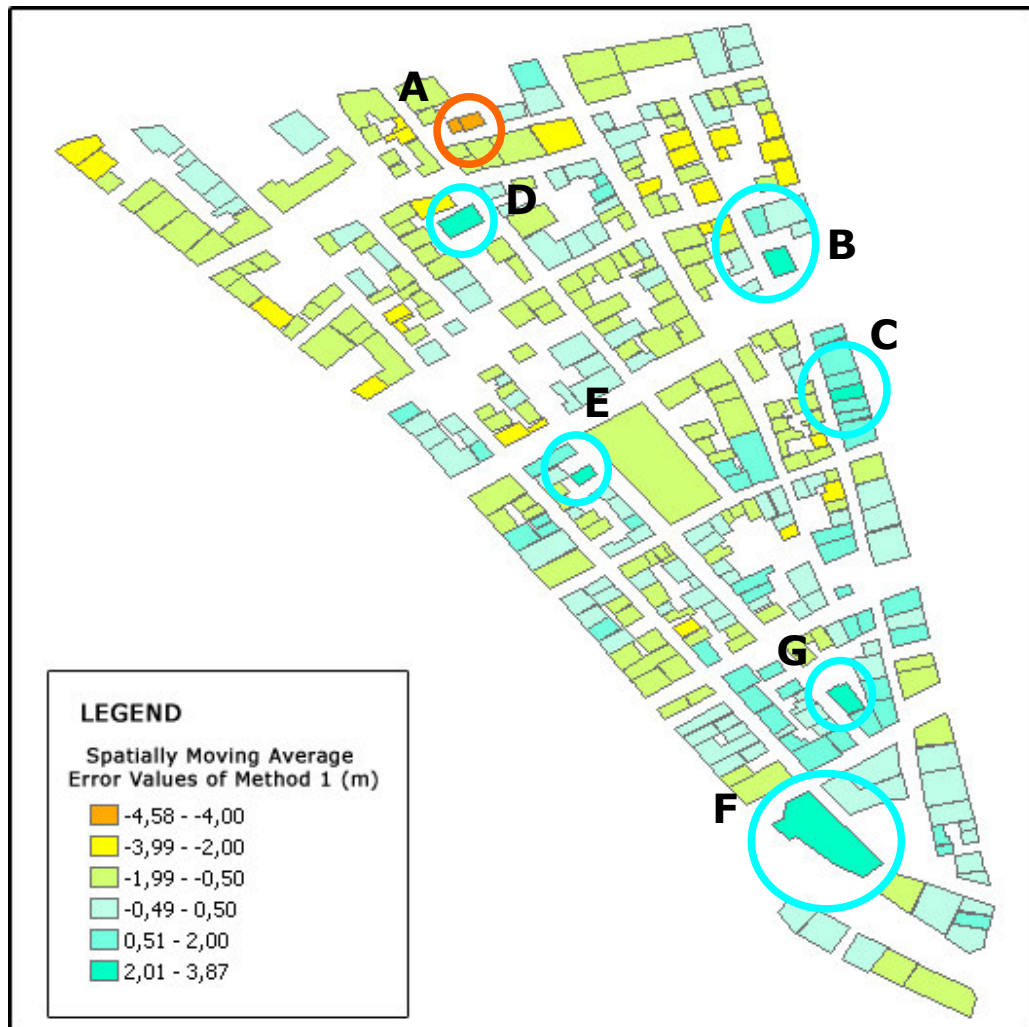 A
D
B
C
E
G
F
LEGEND
Spatially Moving Average
Error Values of Method 1 (m)
-4,58 - -4,00
-3,99 - -2,00
-1,99 - -0,50
-0,49 - 0,50
0,51 - 2,00
2,01 - 3,87